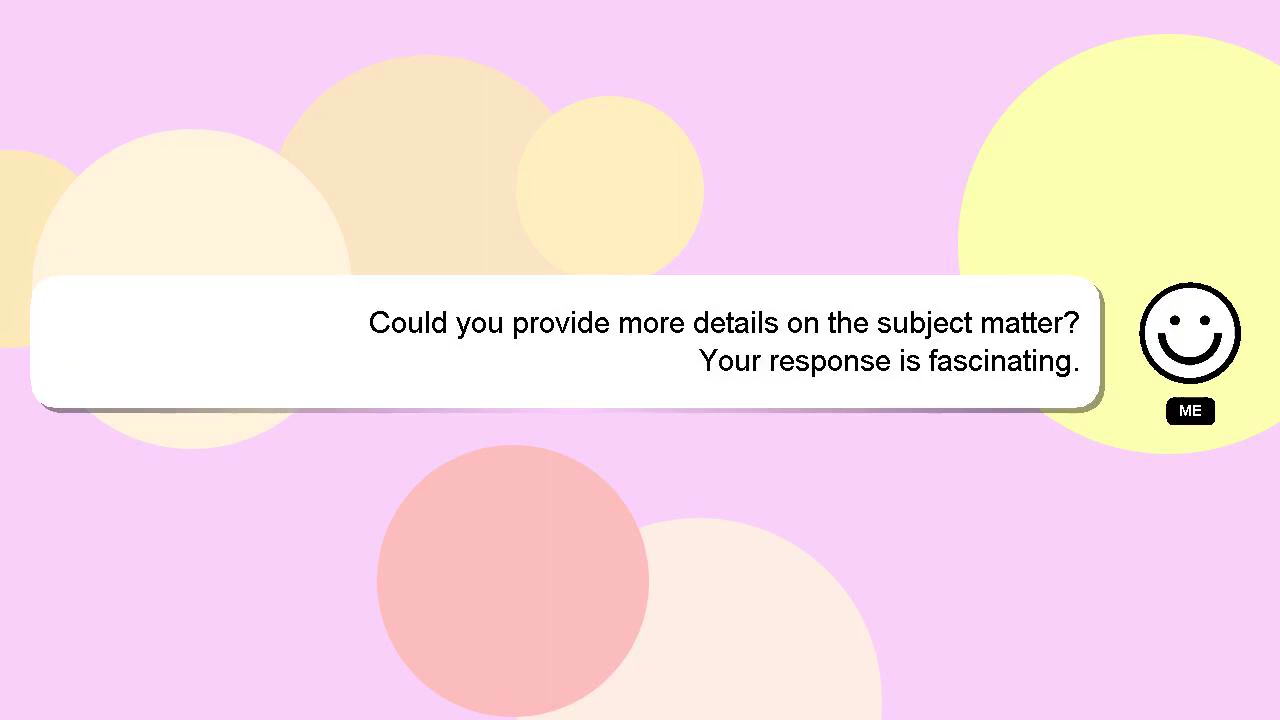 Could you provide more details on the subject matter?
Your response is fascinating.
ME